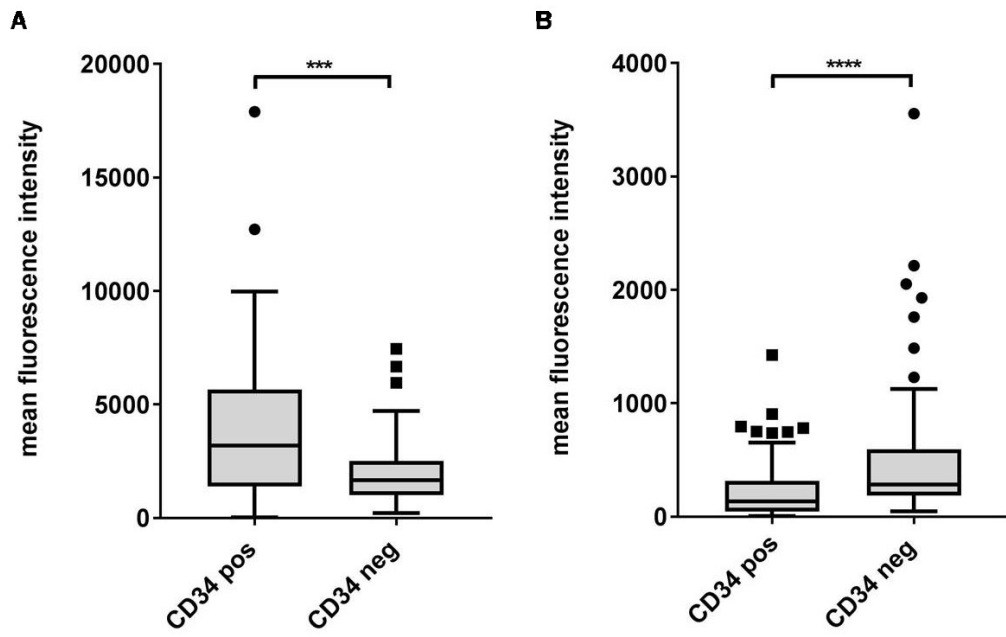 A
mean fluorescence intensity
20000
15000
10000
5000
0
***
CD34 pos
CD34 neg
B
mean fluorescence intensity
4000
3000
2000
1000
0
****
CD34 pos
CD34 neg